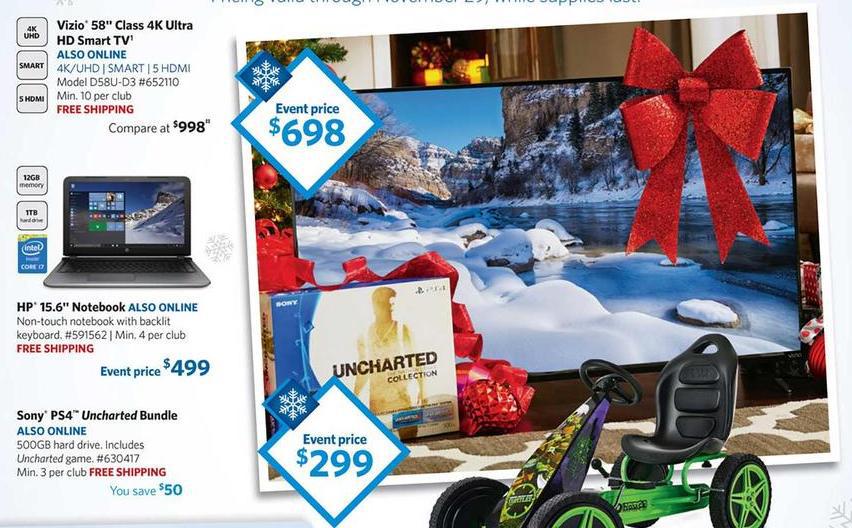 Pricing valid through November 29, while supplies last.
4K
UHD
SMART
5 HDMI
Vizio® 58" Class 4K Ultra
HD Smart TV¹
ALSO ONLINE
4K/UHD | SMART | 5 HDMI
Model D58U-D3 #652110
Min. 10 per club
FREE SHIPPING
Compare at $998"
Event price
$698
12GB
memory
1TB
hard drive
intel
inside
CORE i7
HP® 15.6" Notebook ALSO ONLINE
Non-touch notebook with backlit
keyboard. #591562 | Min. 4 per club
FREE SHIPPING
Event price $499
Sony® PS4™ Uncharted Bundle
ALSO ONLINE
500GB hard drive. Includes
Uncharted game. #630417
Min. 3 per club FREE SHIPPING
You save $50
SONY
PS4
UNCHARTED
COLLECTION
Event price
$299
TURTLES